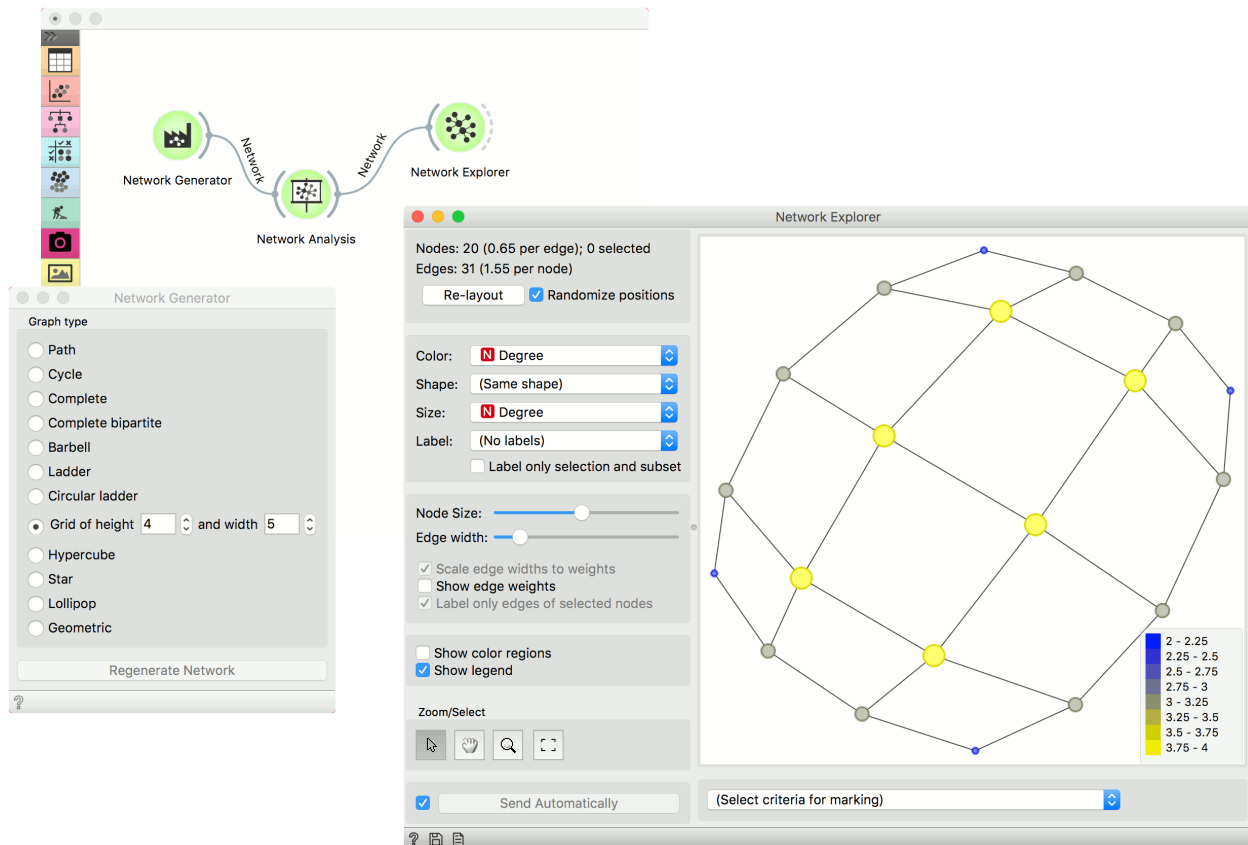 Network
Network
Network Generator
Network Explorer
Network Analysis
Network Generator
Graph type
Path
Cycle
Complete
Complete bipartite
Barbell
Ladder
Circular ladder
Grid of height 4 and width 5
Hypercube
Star
Lollipop
Geometric
Regenerate Network
?
Network Explorer
Nodes: 20 (0.65 per edge); 0 selected
Edges: 31 (1.55 per node)
Re-layout Randomize positions
Color: N Degree
Shape: (Same shape)
Size: N Degree
Label: (No labels)
Label only selection and subset
Node Size:
Edge width:
Scale edge widths to weights
Show edge weights
Label only edges of selected nodes
Show color regions
Show legend
Zoom/Select
Send Automatically
?
2 - 2.25
2.25 - 2.5
2.5 - 2.75
2.75 - 3
3 - 3.25
3.25 - 3.5
3.5 - 3.75
3.75 - 4
(Select criteria for marking)